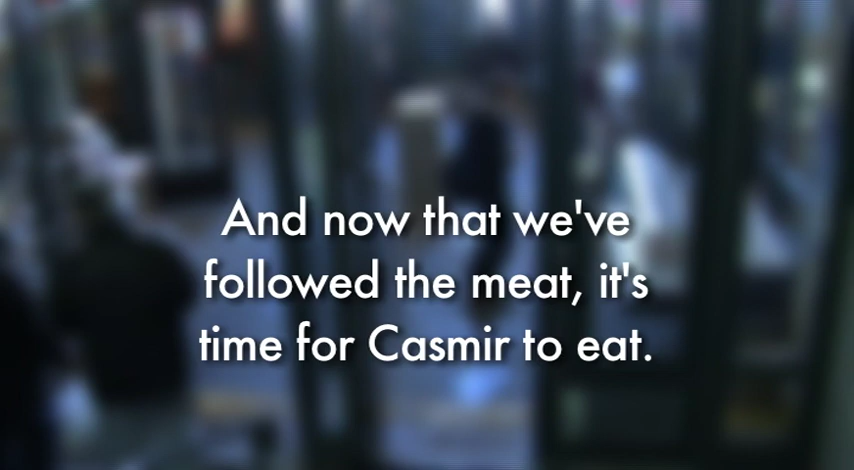 And now that we've
followed the meat, it's
time for Casmir to eat.